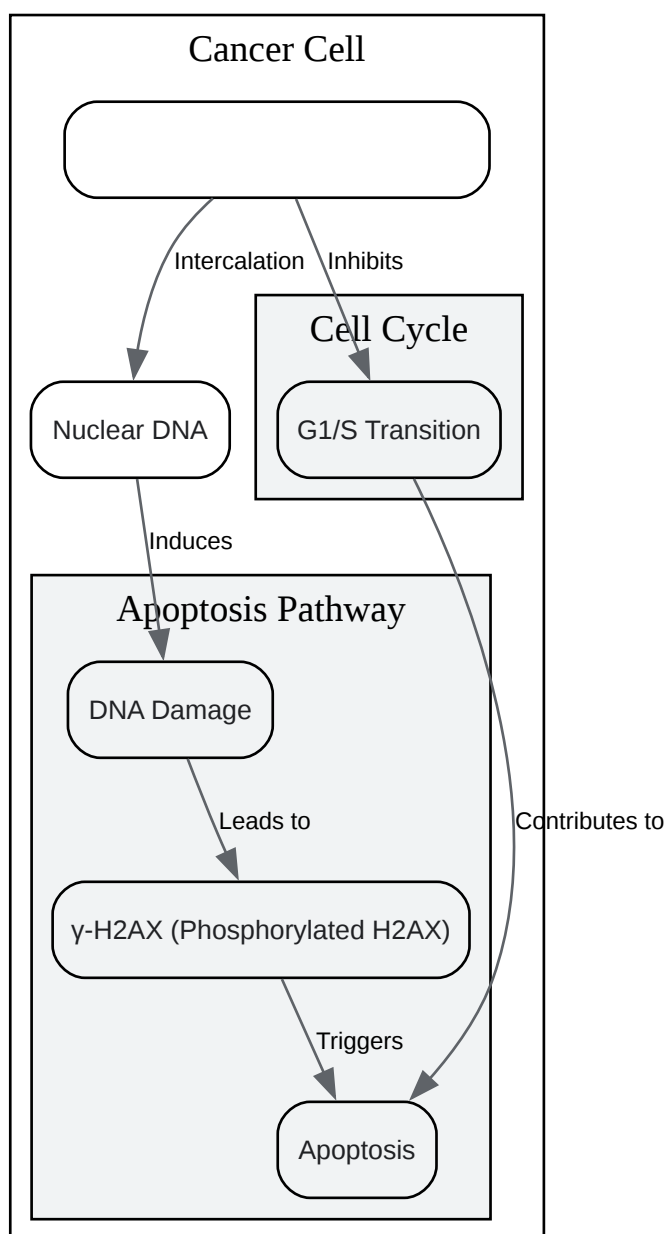 Cancer Cell
Intercalation
Inhibits
Cell Cycle
Nuclear DNA
G1/S Transition
Induces
Apoptosis Pathway
DNA Damage
Leads to
Contributes to
γ-H2AX (Phosphorylated H2AX)
Triggers
Apoptosis